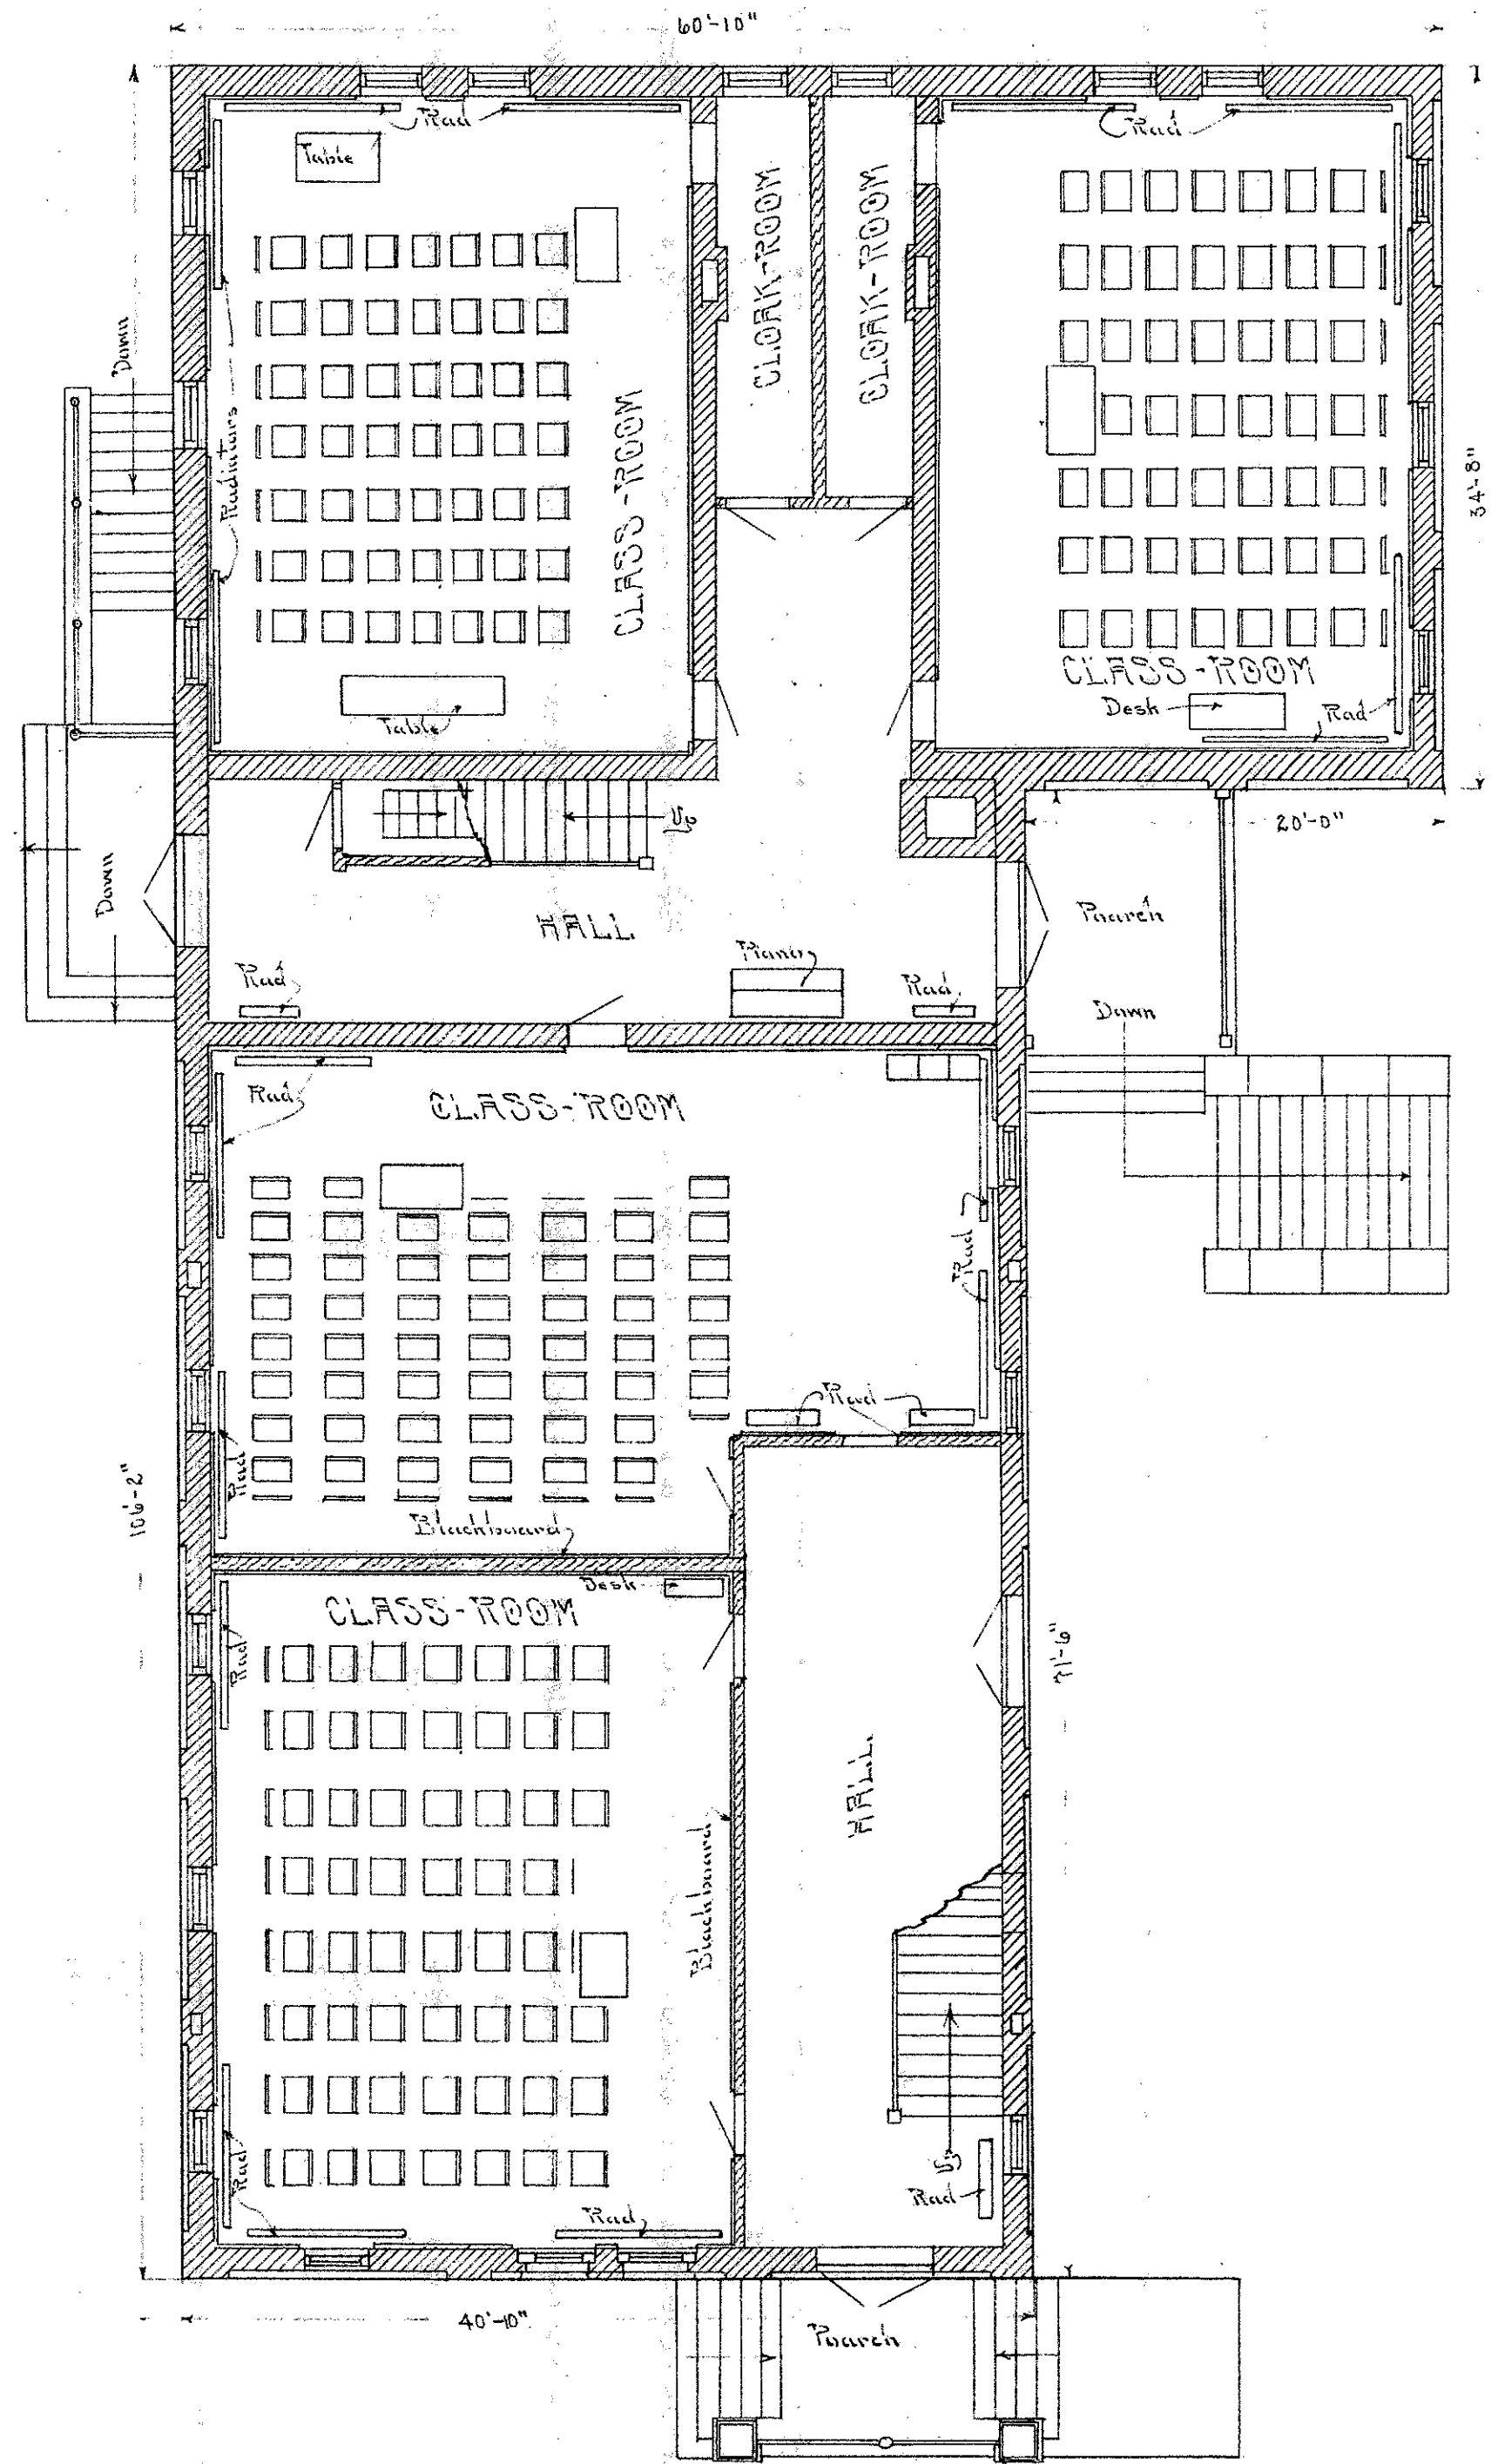 60'-10"
Rad
Rad
Table
CLOAK-ROOM
CLOAK-ROOM
Down
Radiators
CLASS-ROOM
34'-8"
CLASS-ROOM
Desk
Rad
Table
Up
20'-0"
Down
HALL
Poarch
Piano
Rad
Rad
Down
Rad
CLASS-ROOM
Rad
Rad
Rad
106'-2"
Blackboard
Desk
CLASS-ROOM
Rad
71'-6"
HALL
Blackboard
Up
Rad
Rad
Rad
40'-10"
Poarch